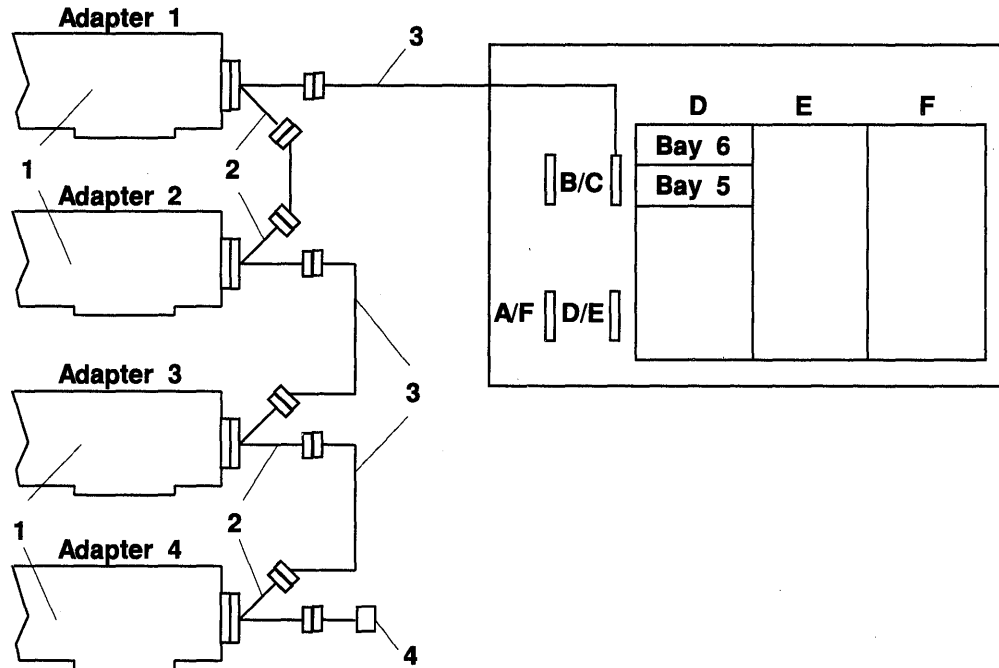 Adapter 1
3
D E F
Bay 6
1
2
B/C
Bay 5
Adapter 2
A/F
D/E
Adapter 3
3
1
2
Adapter 4
4